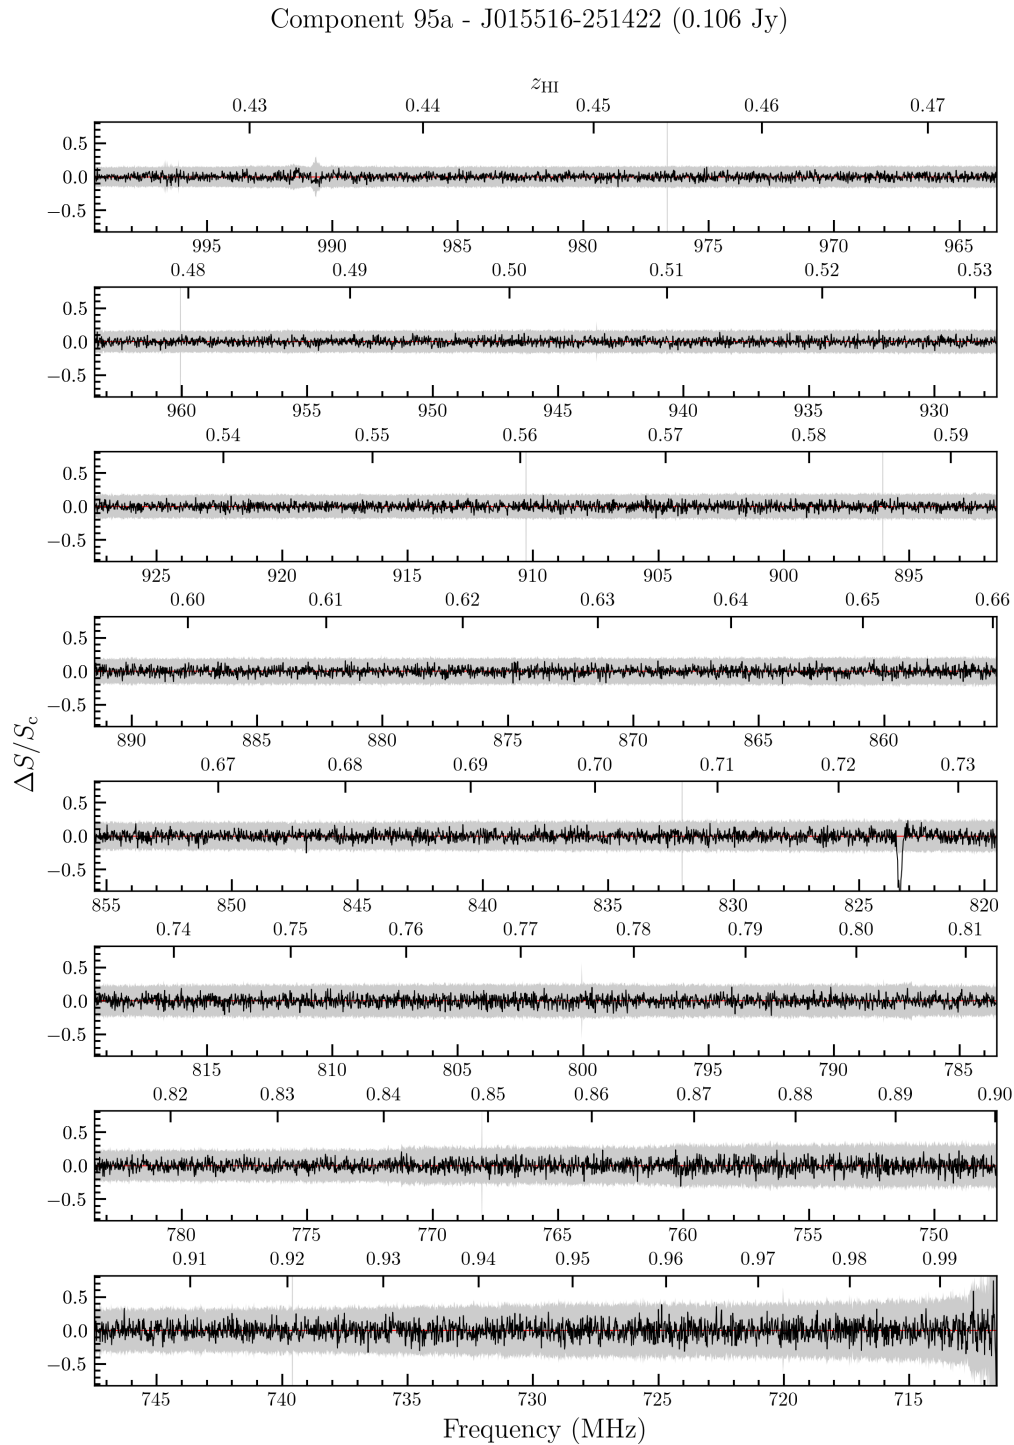 Component 95a - J015516-251422 (0.106 Jy)
z_HI
0.43 0.44 0.45 0.46 0.47
0.5
0.0
−0.5
995 990 985 980 975 970 965
0.48 0.49 0.50 0.51 0.52 0.53
0.5
0.0
−0.5
960 955 950 945 940 935 930
0.54 0.55 0.56 0.57 0.58 0.59
0.5
0.0
−0.5
925 920 915 910 905 900 895
0.60 0.61 0.62 0.63 0.64 0.65 0.66
0.5
0.0
−0.5
890 885 880 875 870 865 860
ΔS/S_c
0.67 0.68 0.69 0.70 0.71 0.72 0.73
0.5
0.0
−0.5
855 850 845 840 835 830 825 820
0.74 0.75 0.76 0.77 0.78 0.79 0.80 0.81
0.5
0.0
−0.5
815 810 805 800 795 790 785
0.82 0.83 0.84 0.85 0.86 0.87 0.88 0.89 0.90
0.5
0.0
−0.5
780 775 770 765 760 755 750
0.91 0.92 0.93 0.94 0.95 0.96 0.97 0.98 0.99
0.5
0.0
−0.5
745 740 735 730 725 720 715
Frequency (MHz)